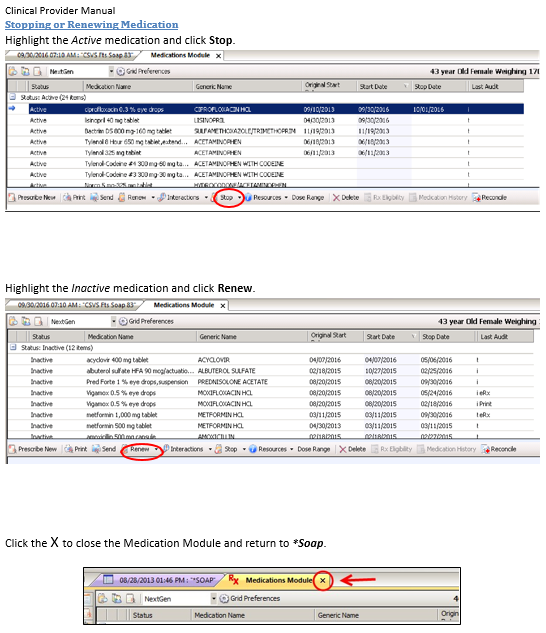 Clinical Provider Manual
Stopping or Renewing Medication
Highlight the Active medication and click Stop.
09/30/2016 07:10 AM : "CSVS Fts Soap 83" Medications Module x
NextGen Grid Preferences 43 year Old Female Weighing 170
Status Medication Name Generic Name Original Start Start Date Stop Date Last Audit
Status: Active (24 items)
Active ciprofloxacin 0.3 % eye drops CIPROFLOXACIN HCL 09/10/2013 09/30/2016 10/01/2016 !
Active lisinopril 40 mg tablet LISINOPRIL 04/30/2013 09/30/2016 !
Active Bactrim DS 800 mg-160 mg tablet SULFAMETHOXAZOLE/TRIMETHOPRIM 11/19/2013 11/19/2013 !
Active Tylenol 8 Hour 650 mg tablet,extend... ACETAMINOPHEN 06/18/2013 06/18/2013 !
Active Tylenol 325 mg tablet ACETAMINOPHEN 06/11/2013 06/11/2013 !
Active Tylenol-Codeine #4 300 mg-60 mg ta... ACETAMINOPHEN WITH CODEINE !
Active Tylenol-Codeine #3 300 mg-30 mg ta... ACETAMINOPHEN WITH CODEINE !
Active Norco 5 mg-325 mg tablet HYDROCODONE/ACETAMINOPHEN !
Prescribe New Print Send Renew Interactions Stop Resources Dose Range Delete Rx Eligibility Medication History Reconcile
Highlight the Inactive medication and click Renew.
09/30/2016 07:10 AM : "CSVS Fts Soap 83" Medications Module x
NextGen Grid Preferences 43 year Old Female Weighing
Status Medication Name Generic Name Original Start Start Date Stop Date Last Audit
Status: Inactive (12 items)
Inactive acyclovir 400 mg tablet ACYCLOVIR 04/07/2016 04/07/2016 05/06/2016 !
Inactive albuterol sulfate HFA 90 mcg/actuatio... ALBUTEROL SULFATE 02/18/2015 10/27/2015 02/25/2016 i
Inactive Pred Forte 1 % eye drops,suspension PREDNISOLONE ACETATE 08/20/2015 08/20/2015 09/30/2016 i
Inactive Vigamox 0.5 % eye drops MOXIFLOXACIN HCL 08/20/2015 08/20/2015 05/24/2016 i eRx
Inactive Vigamox 0.5 % eye drops MOXIFLOXACIN HCL 08/20/2015 08/20/2015 02/18/2016 i Print
Inactive metformin 1,000 mg tablet METFORMIN HCL 03/11/2015 03/11/2015 09/30/2016 ! eRx
Inactive metformin 500 mg tablet METFORMIN HCL 04/30/2013 03/11/2015 03/11/2015 !
Inactive amoxicillin 500 mg capsule AMOXICILLIN 02/18/2015 02/18/2015 02/27/2015 !
Prescribe New Print Send Renew Interactions Stop Resources Dose Range Delete Rx Eligibility Medication History Reconcile
Click the X to close the Medication Module and return to *Soap.
08/28/2013 01:46 PM : "*SOAP" Medications Module X
NextGen Grid Preferences 4
Status Medication Name Generic Name Origin